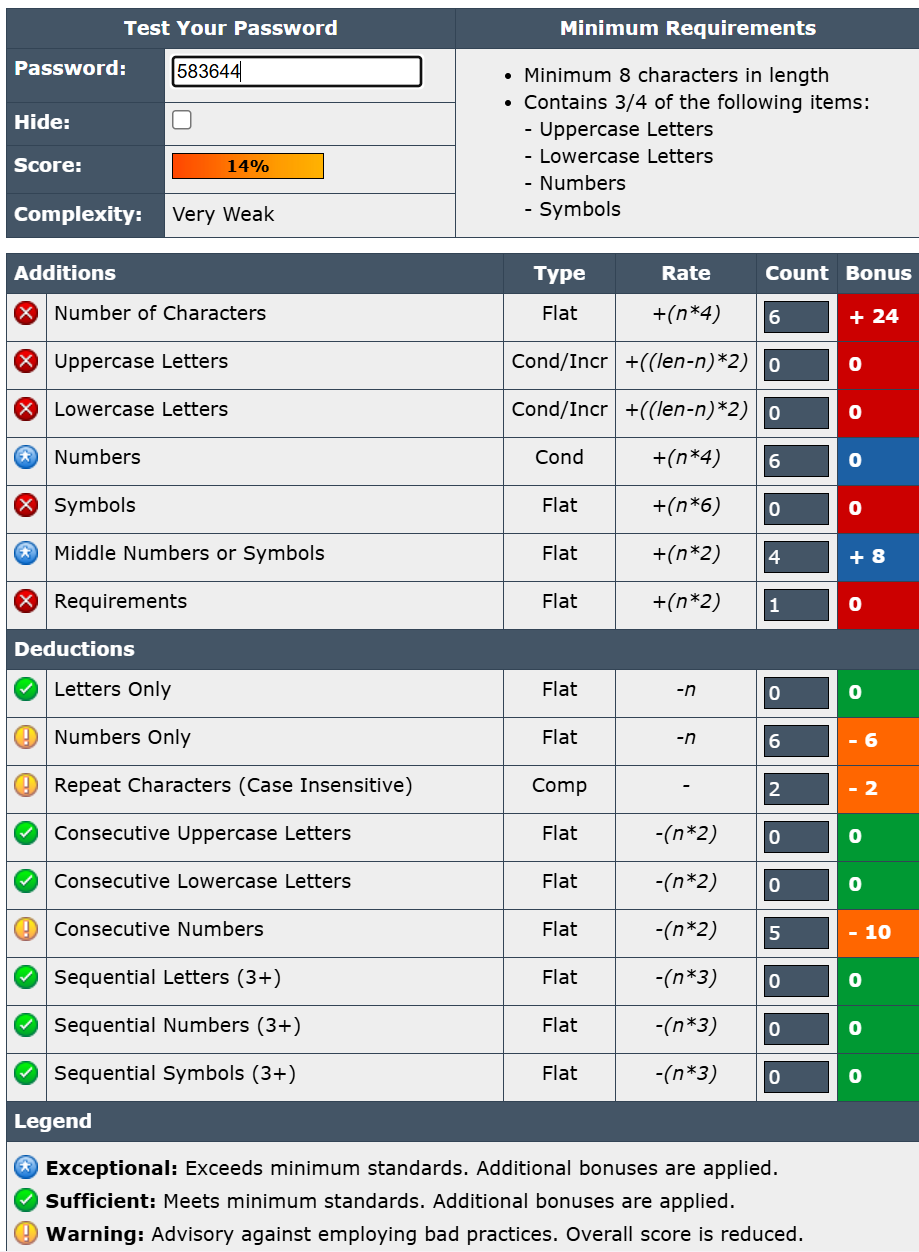 Test Your Password Minimum Requirements
Password: 583644
Hide:
Score: 14%
Complexity: Very Weak
Minimum 8 characters in length
Contains 3/4 of the following items:
- Uppercase Letters
- Lowercase Letters
- Numbers
- Symbols
Additions Type Rate Count Bonus
Number of Characters Flat +(n*4) 6 + 24
Uppercase Letters Cond/Incr +((len-n)*2) 0 0
Lowercase Letters Cond/Incr +((len-n)*2) 0 0
Numbers Cond +(n*4) 6 0
Symbols Flat +(n*6) 0 0
Middle Numbers or Symbols Flat +(n*2) 4 + 8
Requirements Flat +(n*2) 1 0
Deductions
Letters Only Flat -n 0 0
Numbers Only Flat -n 6 - 6
Repeat Characters (Case Insensitive) Comp - 2 - 2
Consecutive Uppercase Letters Flat -(n*2) 0 0
Consecutive Lowercase Letters Flat -(n*2) 0 0
Consecutive Numbers Flat -(n*2) 5 - 10
Sequential Letters (3+) Flat -(n*3) 0 0
Sequential Numbers (3+) Flat -(n*3) 0 0
Sequential Symbols (3+) Flat -(n*3) 0 0
Legend
Exceptional: Exceeds minimum standards. Additional bonuses are applied.
Sufficient: Meets minimum standards. Additional bonuses are applied.
Warning: Advisory against employing bad practices. Overall score is reduced.